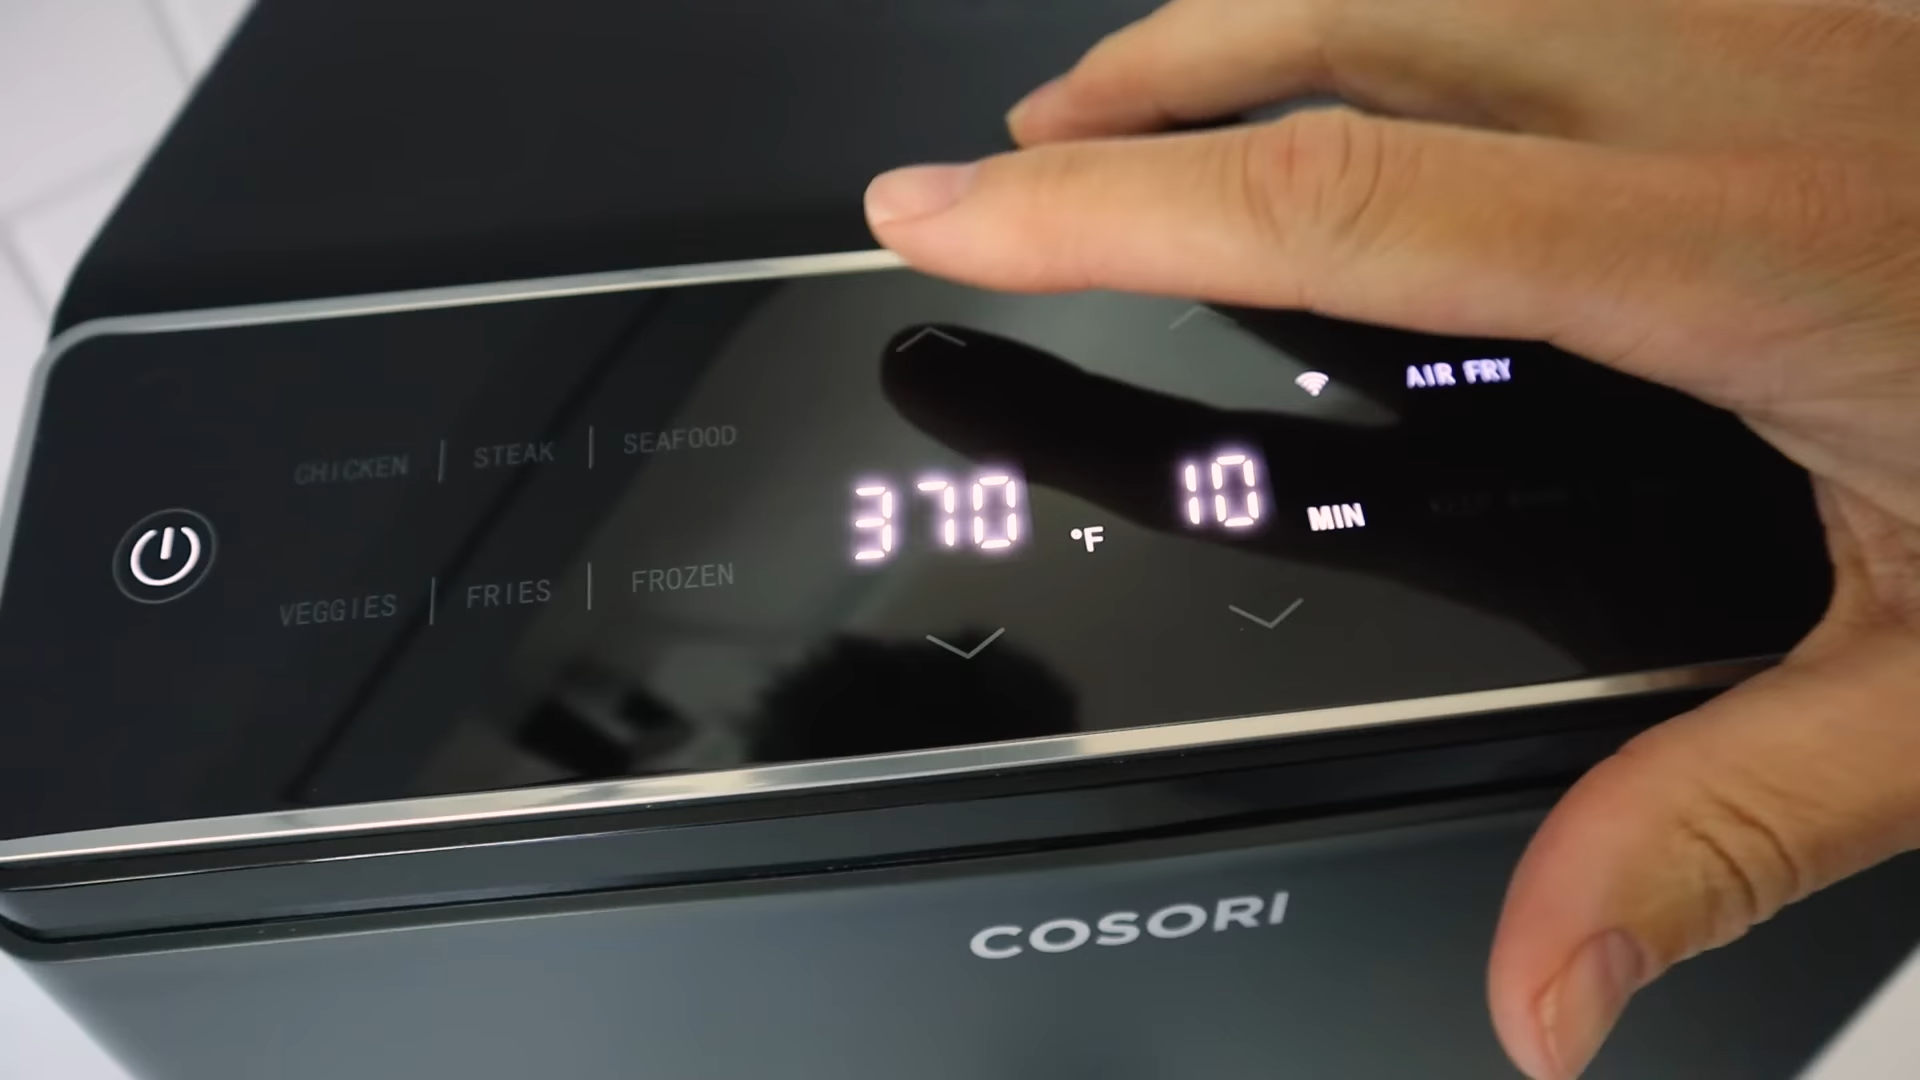 CHICKEN | STEAK | SEAFOOD
VEGGIES | FRIES | FROZEN
370 °F
10 MIN
AIR FRY
COSORI